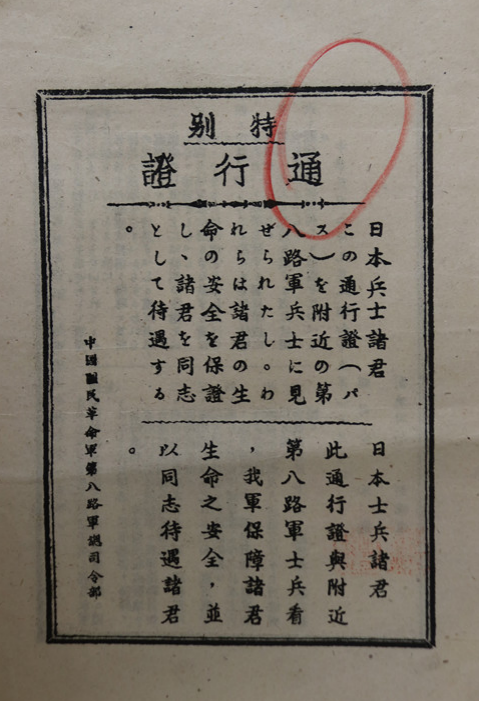 特別
通行證
日本兵士諸君
この通行證（パ
ス）を附近の第
八路軍兵士に見
ぜられたし。わ
れらは諸君の生
命の安全を保證
し、諸君を同志
として待遇する
。
日本士兵諸君
此通行證與附近
第八路軍士兵看
，我軍保障諸君
生命之安全，並
以同志待遇諸君
。
中國國民革命軍第八路軍總司令部